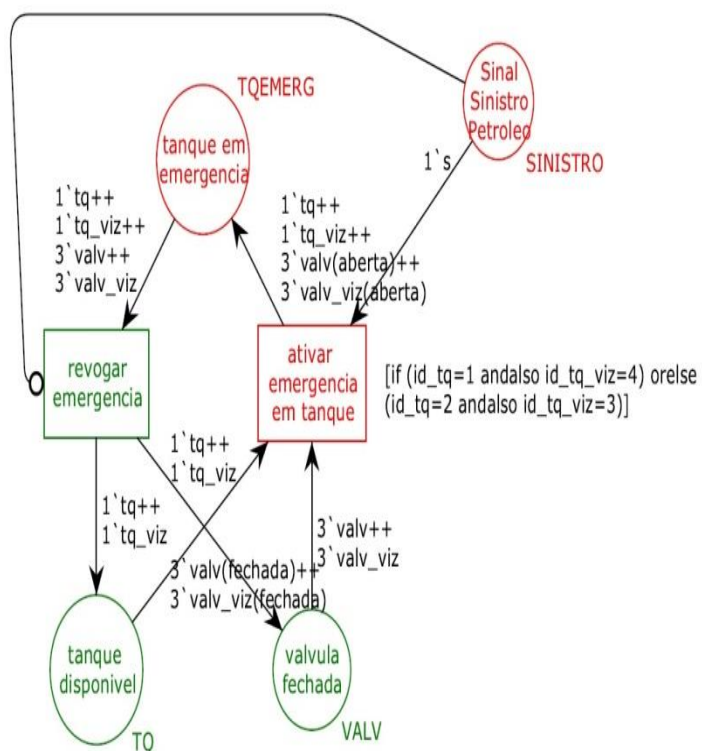 Sinal
Sinistro
Petroleo
SINISTRO
TQEMERG
tanque em
emergencia
1`s
1`tq++
1`tq_viz++
3`valv++
3`valv_viz
1`tq++
1`tq_viz++
3`valv(aberta)++
3`valv_viz(aberta)
revogar
emergencia
ativar
emergencia
em tanque
[if (id_tq=1 andalso id_tq_viz=4) orelse
(id_tq=2 andalso id_tq_viz=3)]
1`tq++
1`tq_viz
1`tq++
1`tq_viz
3`valv++
3`valv_viz
3`valv(fechada)++
3`valv_viz(fechada)
tanque
disponivel
TQ
valvula
fechada
VALV